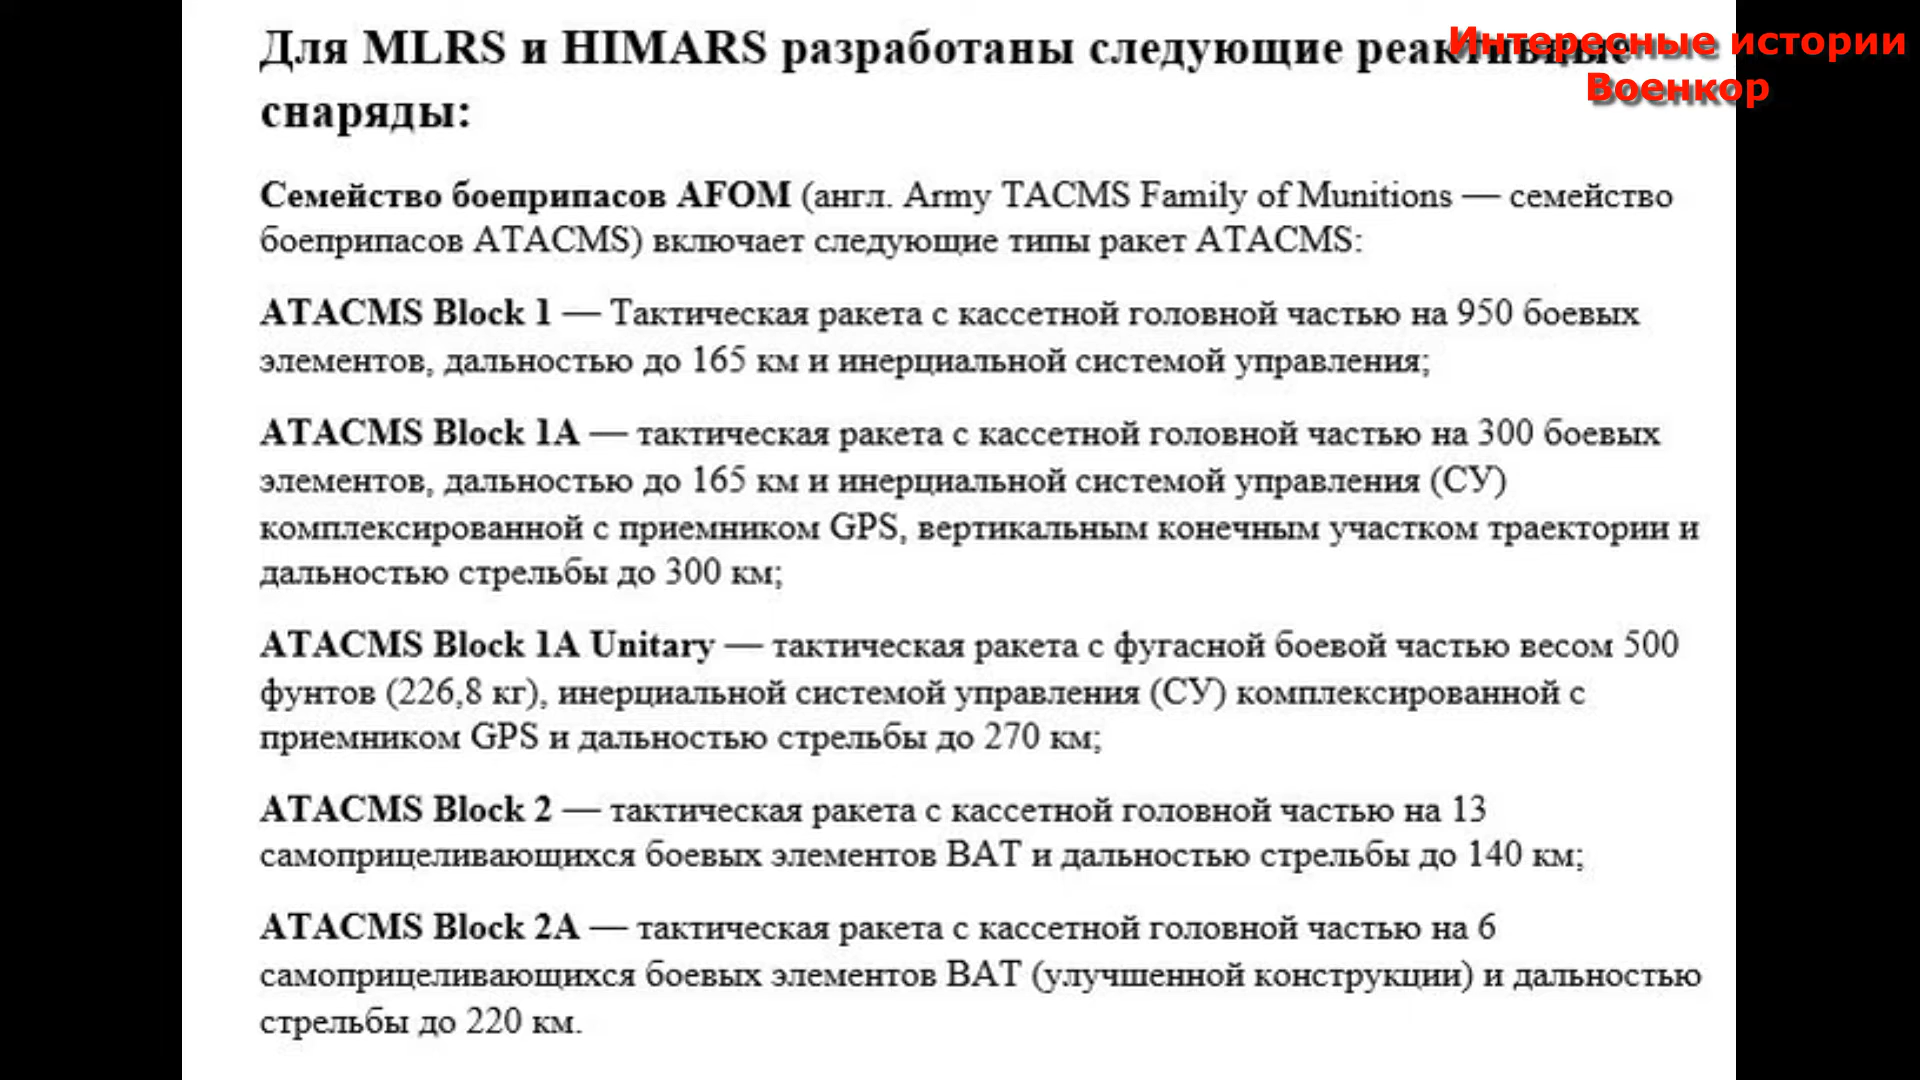 Для MLRS и HIMARS разработаны следующие реактивные
снаряды:
Интересные истории
Военкор
Семейство боеприпасов AFOM (англ. Army TACMS Family of Munitions — семейство
боеприпасов ATACMS) включает следующие типы ракет ATACMS:
ATACMS Block 1 — Тактическая ракета с кассетной головной частью на 950 боевых
элементов, дальностью до 165 км и инерциальной системой управления;
ATACMS Block 1A — тактическая ракета с кассетной головной частью на 300 боевых
элементов, дальностью до 165 км и инерциальной системой управления (СУ)
комплексированной с приемником GPS, вертикальным конечным участком траектории и
дальностью стрельбы до 300 км;
ATACMS Block 1A Unitary — тактическая ракета с фугасной боевой частью весом 500
фунтов (226,8 кг), инерциальной системой управления (СУ) комплексированной с
приемником GPS и дальностью стрельбы до 270 км;
ATACMS Block 2 — тактическая ракета с кассетной головной частью на 13
самоприцеливающихся боевых элементов BAT и дальностью стрельбы до 140 км;
ATACMS Block 2A — тактическая ракета с кассетной головной частью на 6
самоприцеливающихся боевых элементов BAT (улучшенной конструкции) и дальностью
стрельбы до 220 км.